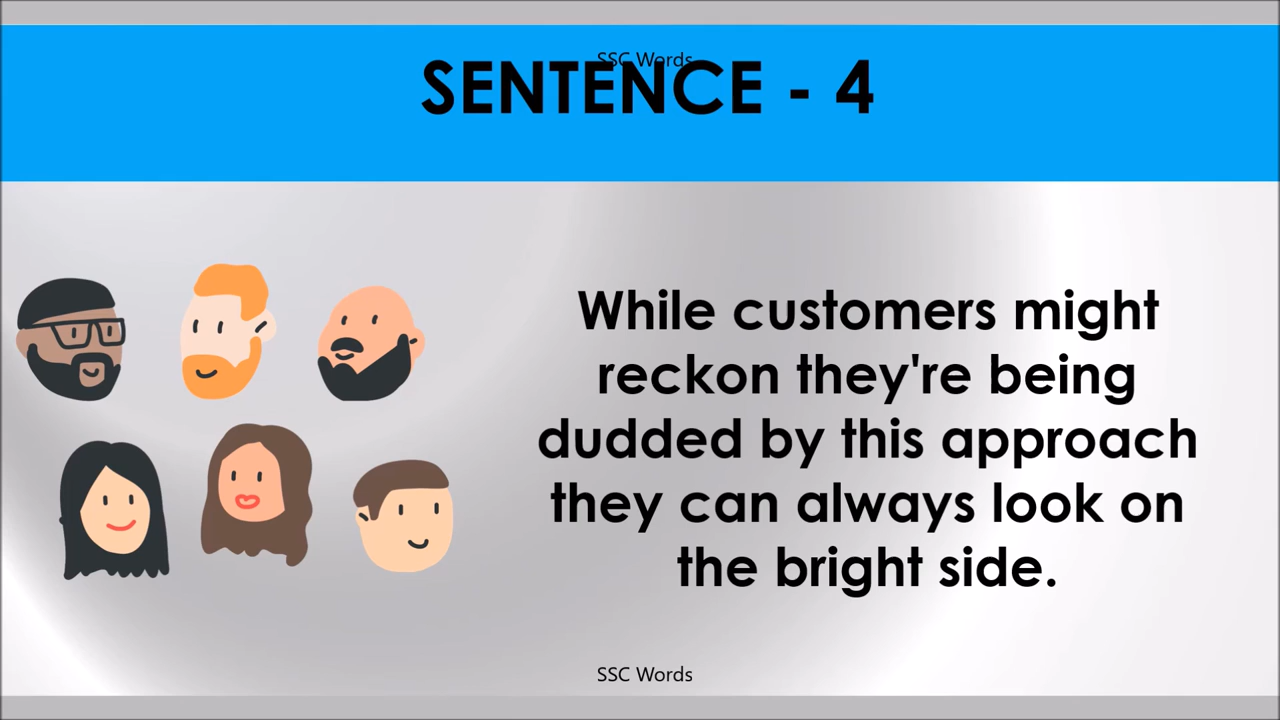 SSC Words
SENTENCE - 4
While customers might
reckon they're being
dudded by this approach
they can always look on
the bright side.
SSC Words